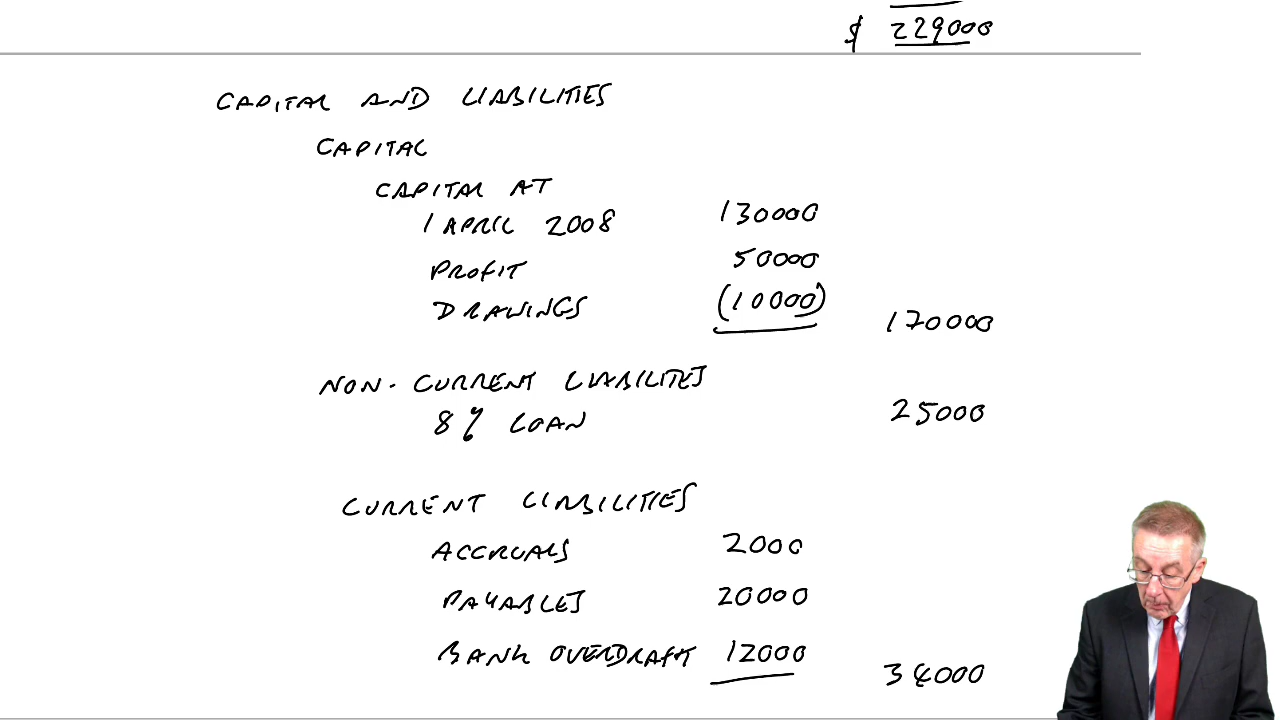 $ 229000
CAPITAL AND LIABILITIES
CAPITAL
CAPITAL AT
1 APRIL 2008 130000
PROFIT 50000
DRAWINGS (10000) 170000
NON-CURRENT LIABILITES
8% LOAN 25000
CURRENT LIABILITIES
ACCRUALS 2000
PAYABLES 20000
BANK OVERDRAFT 12000 34000